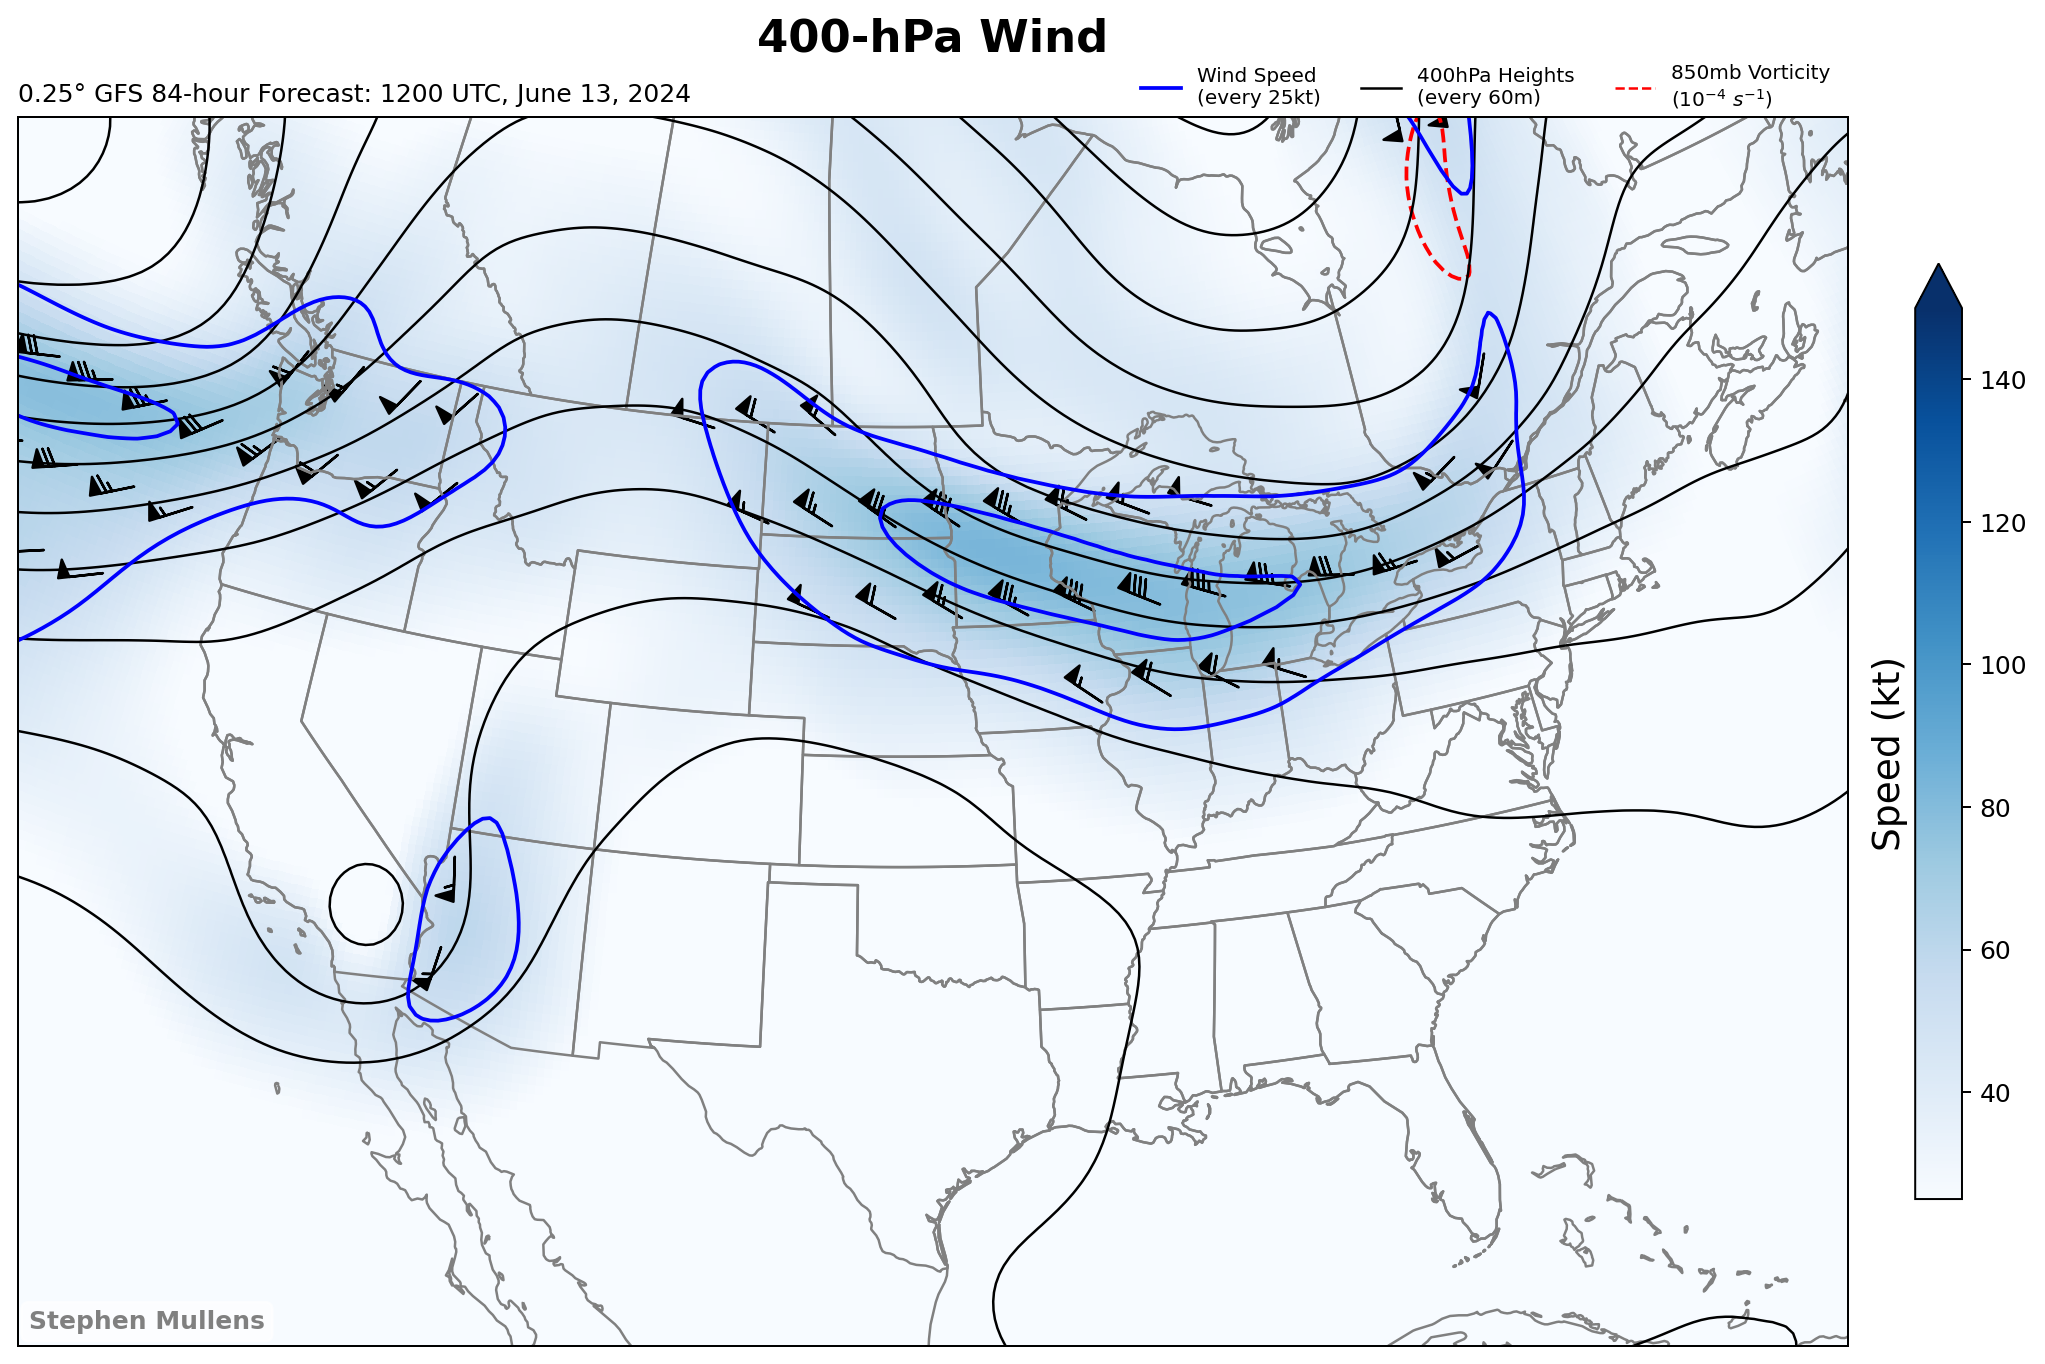 400-hPa Wind
0.25° GFS 84-hour Forecast: 1200 UTC, June 13, 2024
Wind Speed
(every 25kt)
400hPa Heights
(every 60m)
850mb Vorticity
(10⁻⁴ s⁻¹)
140
120
100
80
60
40
Speed (kt)
Stephen Mullens